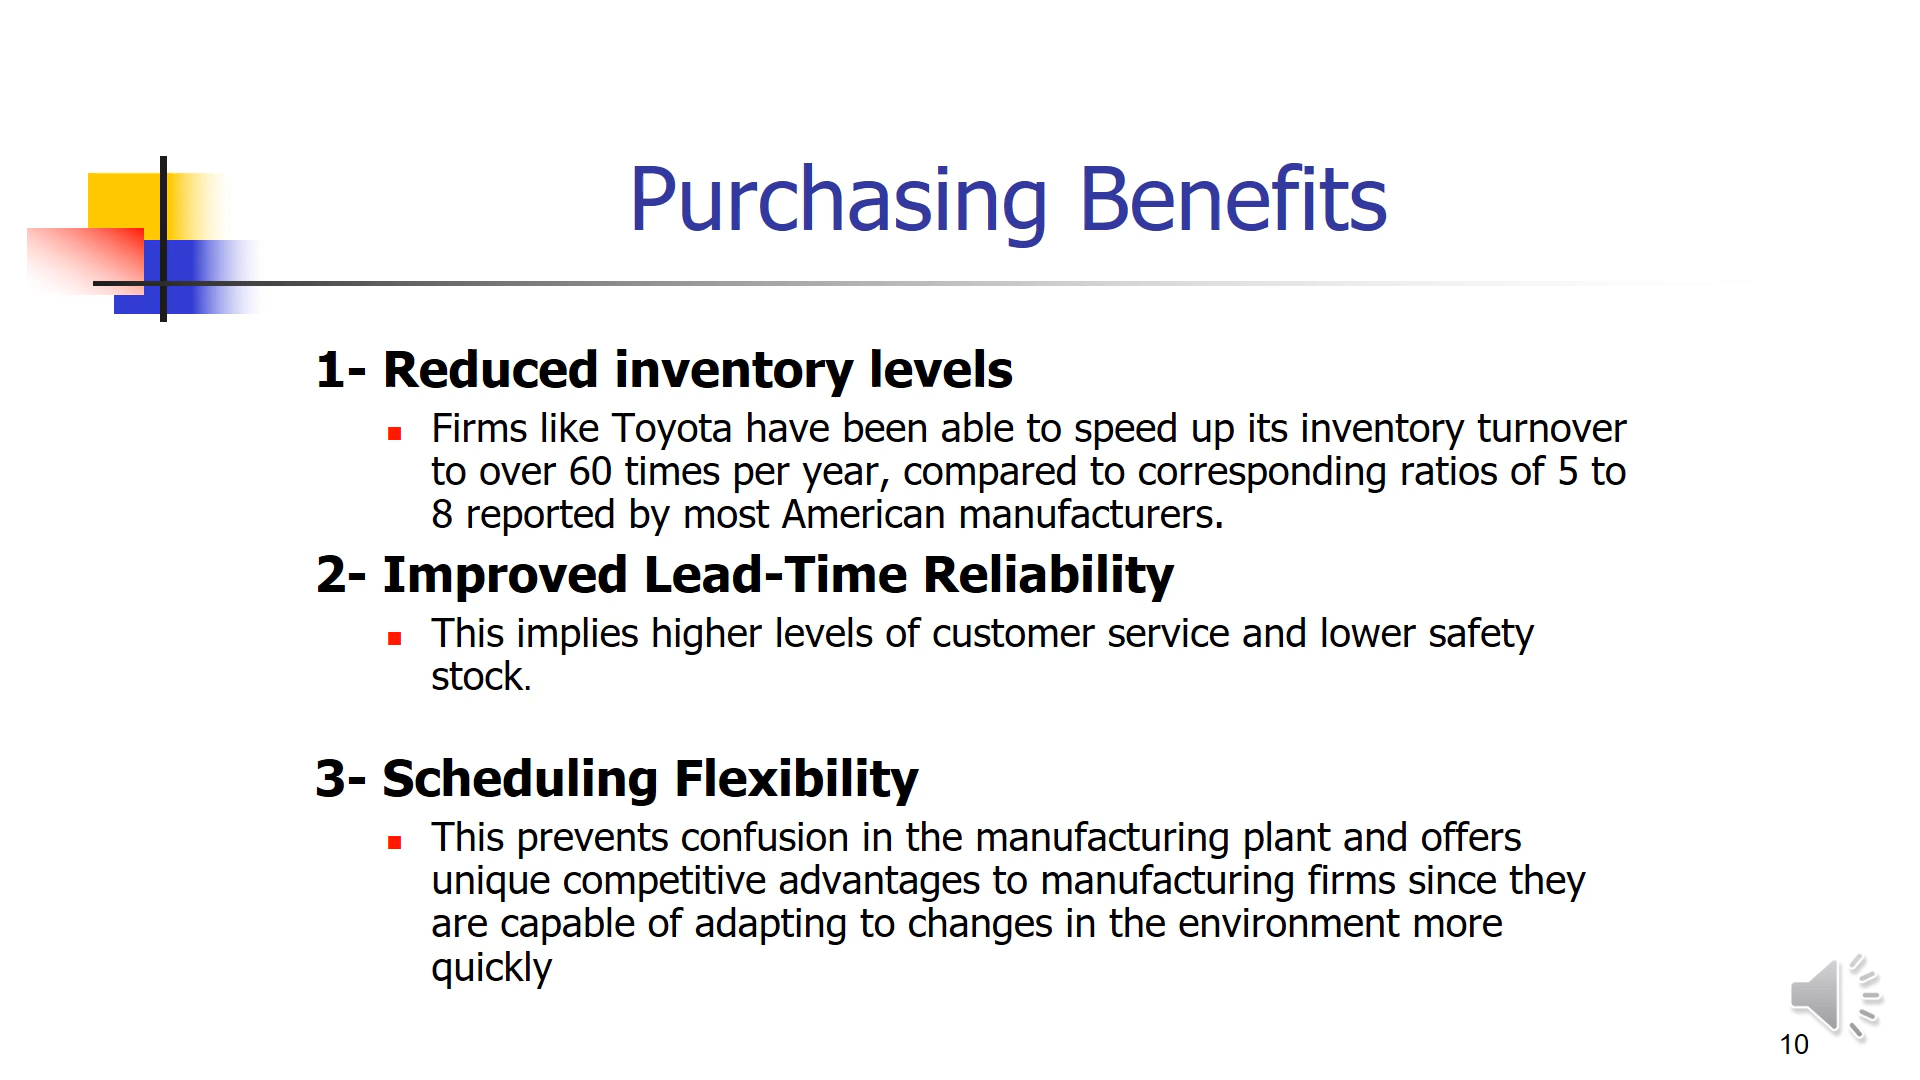 Purchasing Benefits
1- Reduced inventory levels
Firms like Toyota have been able to speed up its inventory turnover
to over 60 times per year, compared to corresponding ratios of 5 to
8 reported by most American manufacturers.
2- Improved Lead-Time Reliability
This implies higher levels of customer service and lower safety
stock.
3- Scheduling Flexibility
This prevents confusion in the manufacturing plant and offers
unique competitive advantages to manufacturing firms since they
are capable of adapting to changes in the environment more
quickly
10